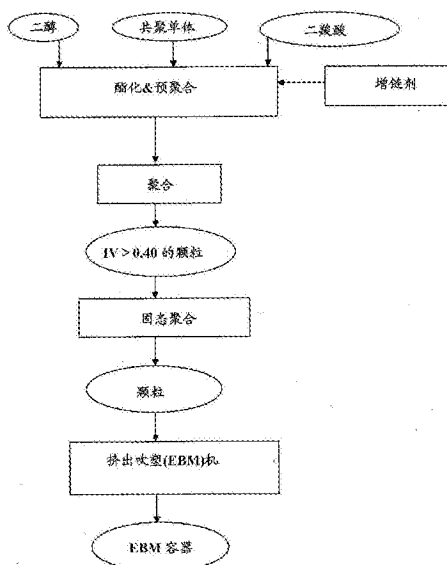 二醇
共聚单体
二羧酸
酯化&预聚合
增链剂
聚合
IV > 0.40 的颗粒
固态聚合
颗粒
挤出吹塑(EBM)机
EBM 容器